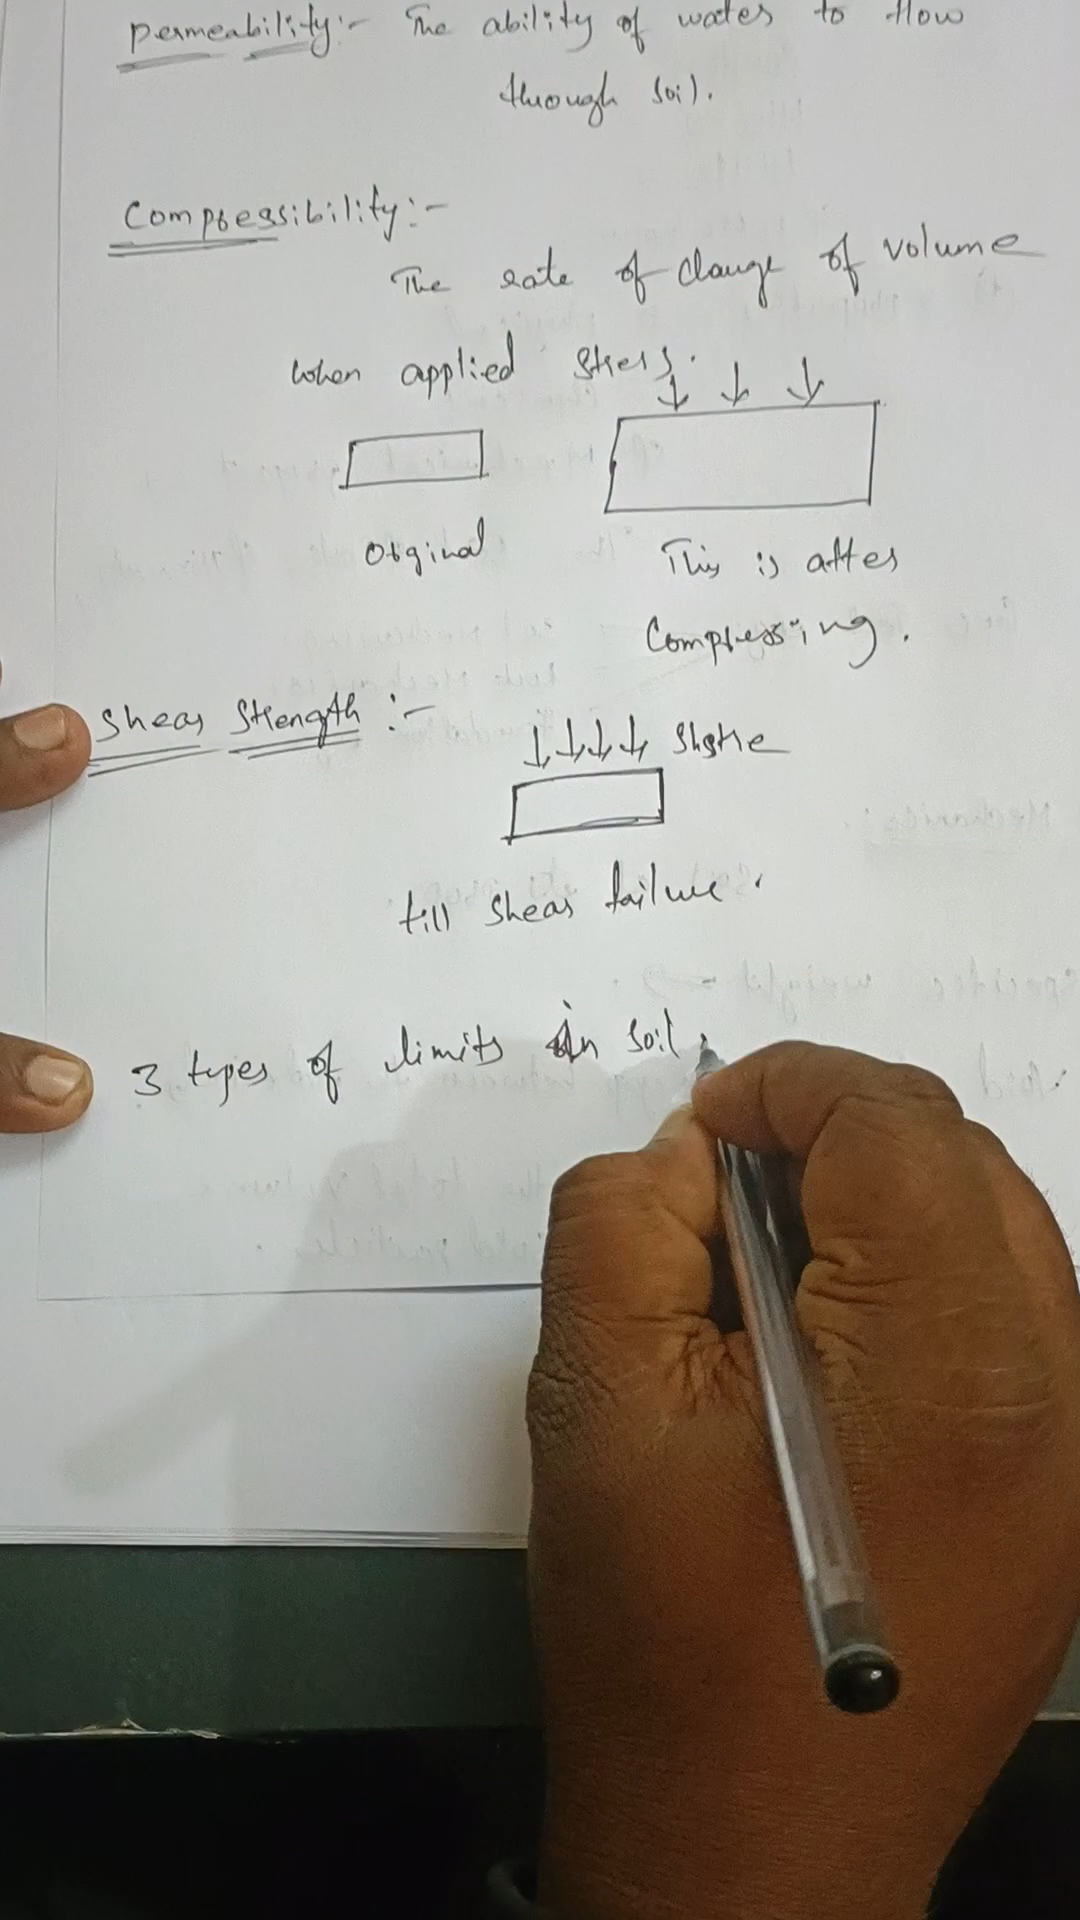 Permeability:- The ability of water to flow
through soil.
Compressibility:-
The rate of change of volume
when applied stress.
Original
This is after
Compressing.
Shear Strength :-
till shear failure.
3 types of limits in soil.